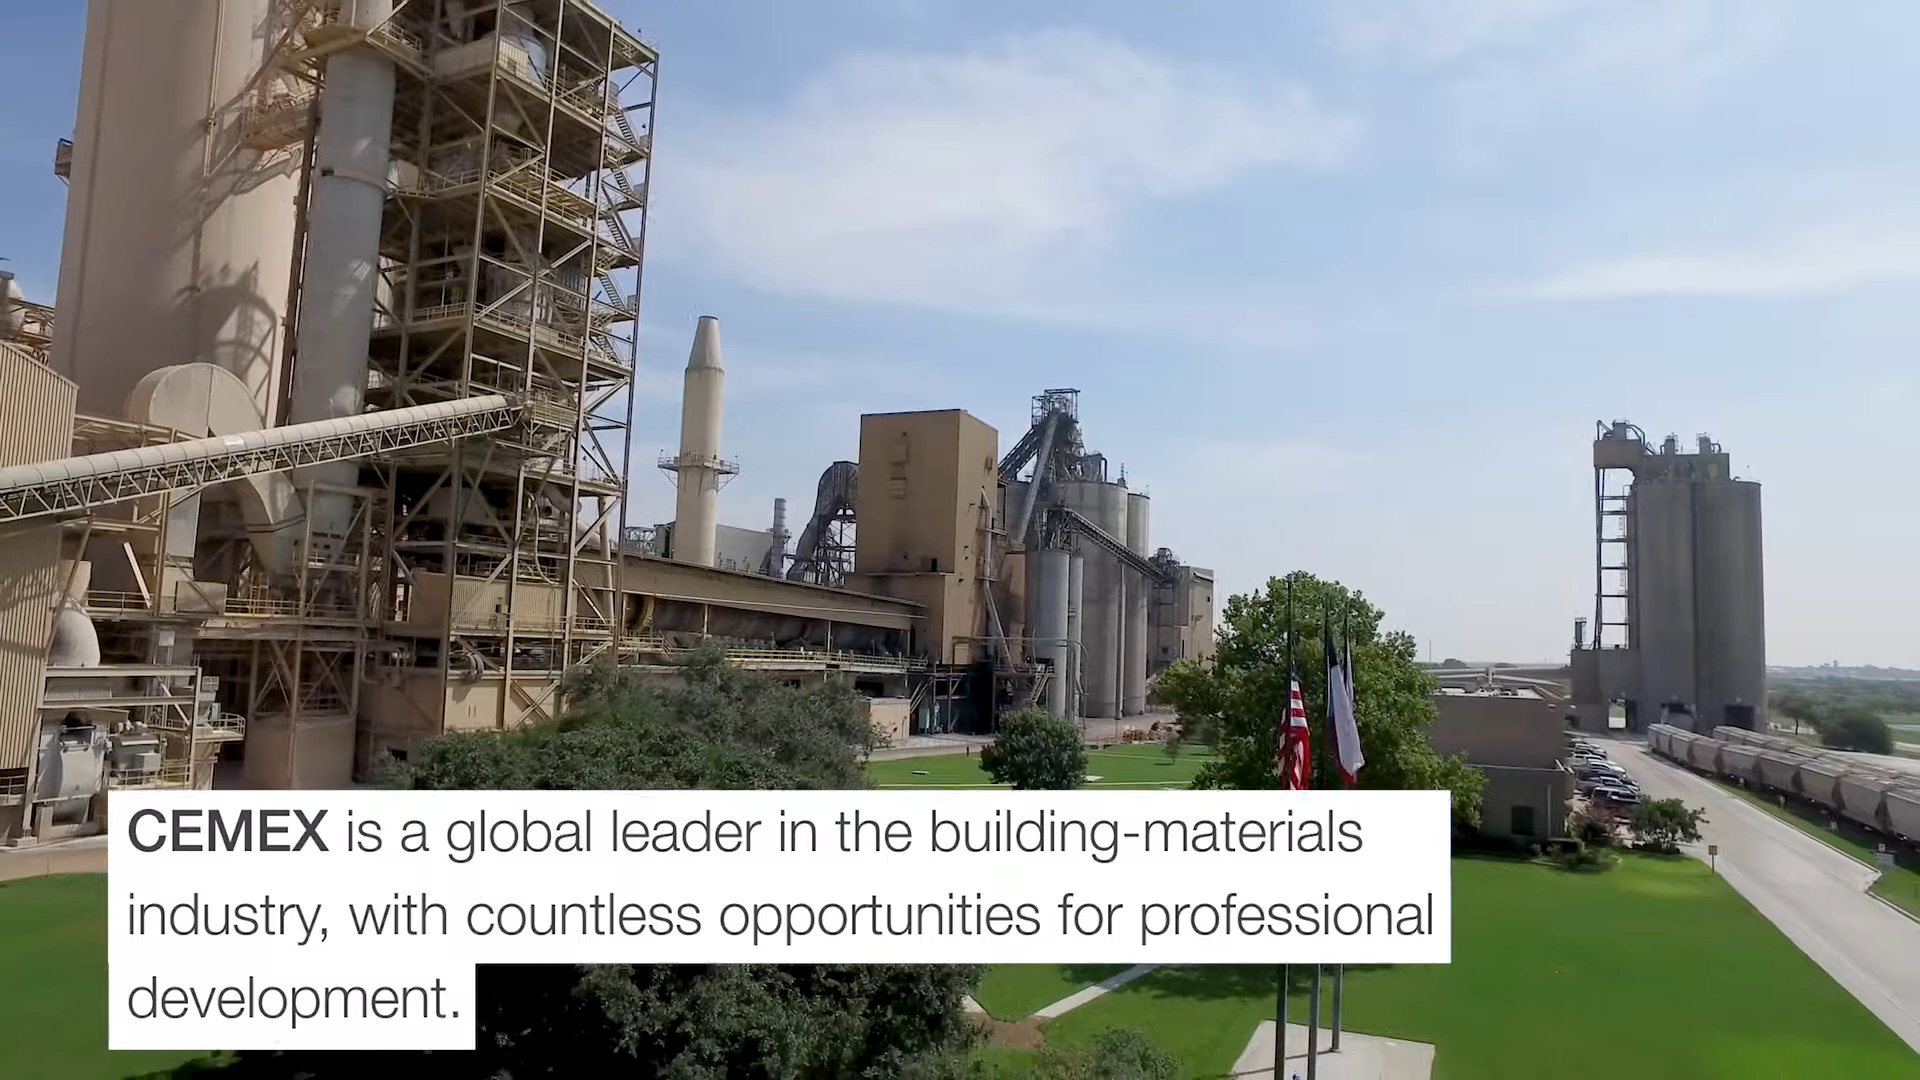 CEMEX is a global leader in the building-materials
industry, with countless opportunities for professional
development.